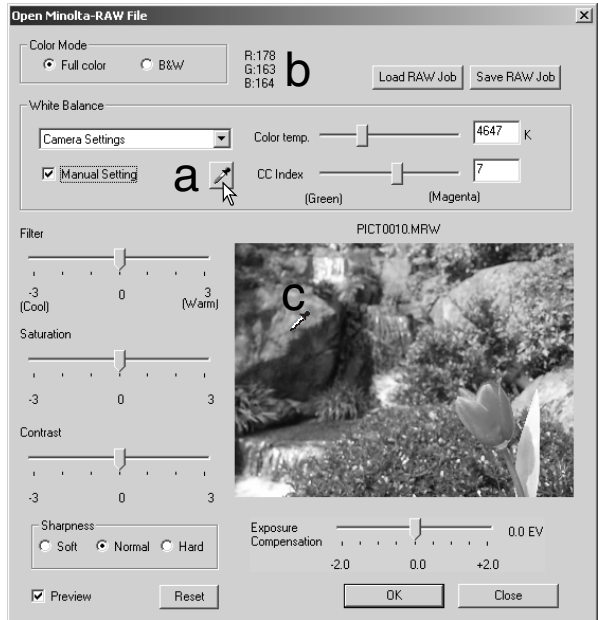 Open Minolta-RAW File
Color Mode
Full color B&W
R:178
G:163
B:164
b
Load RAW Job Save RAW Job
White Balance
Camera Settings
Color temp. 4647 K
Manual Setting
a
CC Index 7
(Green) (Magenta)
PICT0010.MRW
Filter
-3 0 3
(Cool) (Warm)
c
Saturation
-3 0 3
Contrast
-3 0 3
Sharpness
Soft Normal Hard
Exposure
Compensation
0.0 EV
-2.0 0.0 +2.0
Preview Reset OK Close